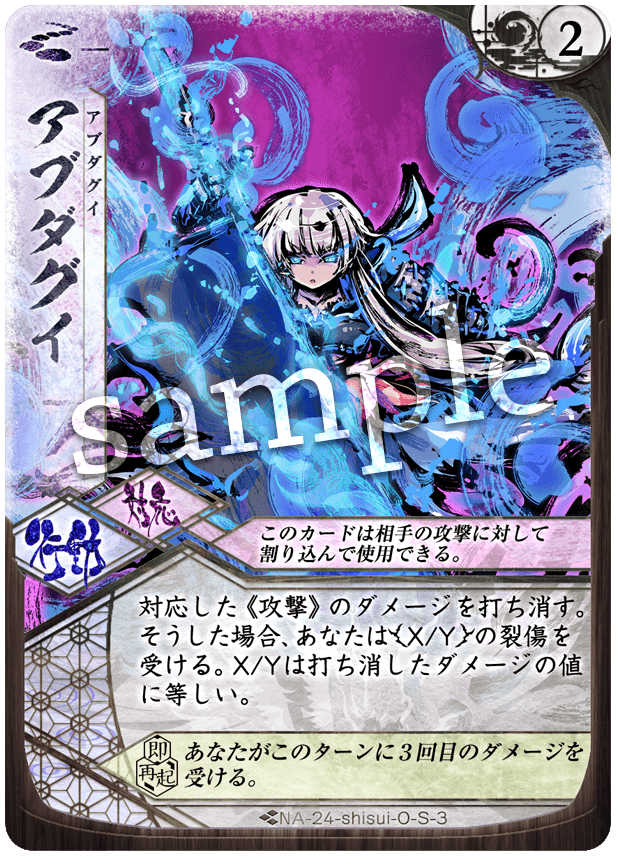 2
アブダグイ
アブダグイ
sample
対応
行動
このカードは相手の攻撃に対して
割り込んで使用できる。
対応した《攻撃》のダメージを打ち消す。
そうした場合、あなたは{X/Y}の裂傷を
受ける。X/Yは打ち消したダメージの値
に等しい。
即
再起
あなたがこのターンに3回目のダメージを
受ける。
NA-24-shisui-O-S-3